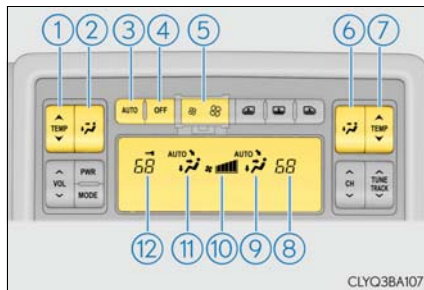 1 2 3 4 5 6 7
AUTO OFF
TEMP TEMP
AUTO AUTO
68 68
VOL PWR MODE CH TUNE TRACK
12 11 10 9 8
CLYQ3BA107